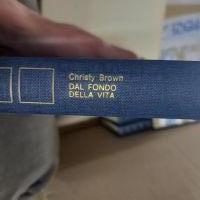 Christy Brown
DAL FONDO
DELLA VITA